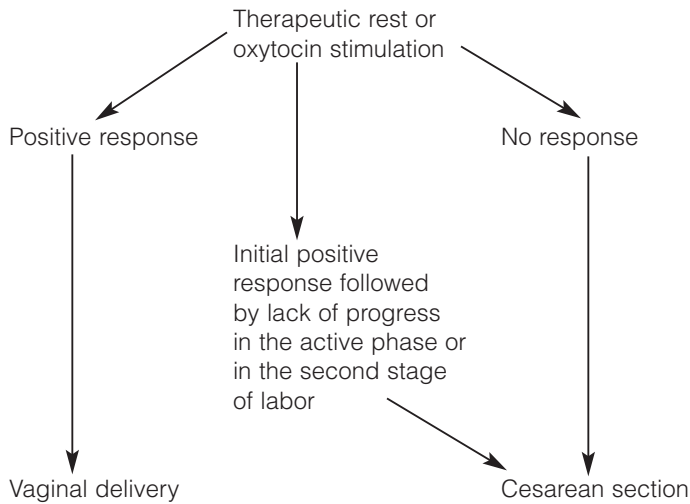 Therapeutic rest or
oxytocin stimulation
Positive response
No response
Initial positive
response followed
by lack of progress
in the active phase or
in the second stage
of labor
Vaginal delivery
Cesarean section